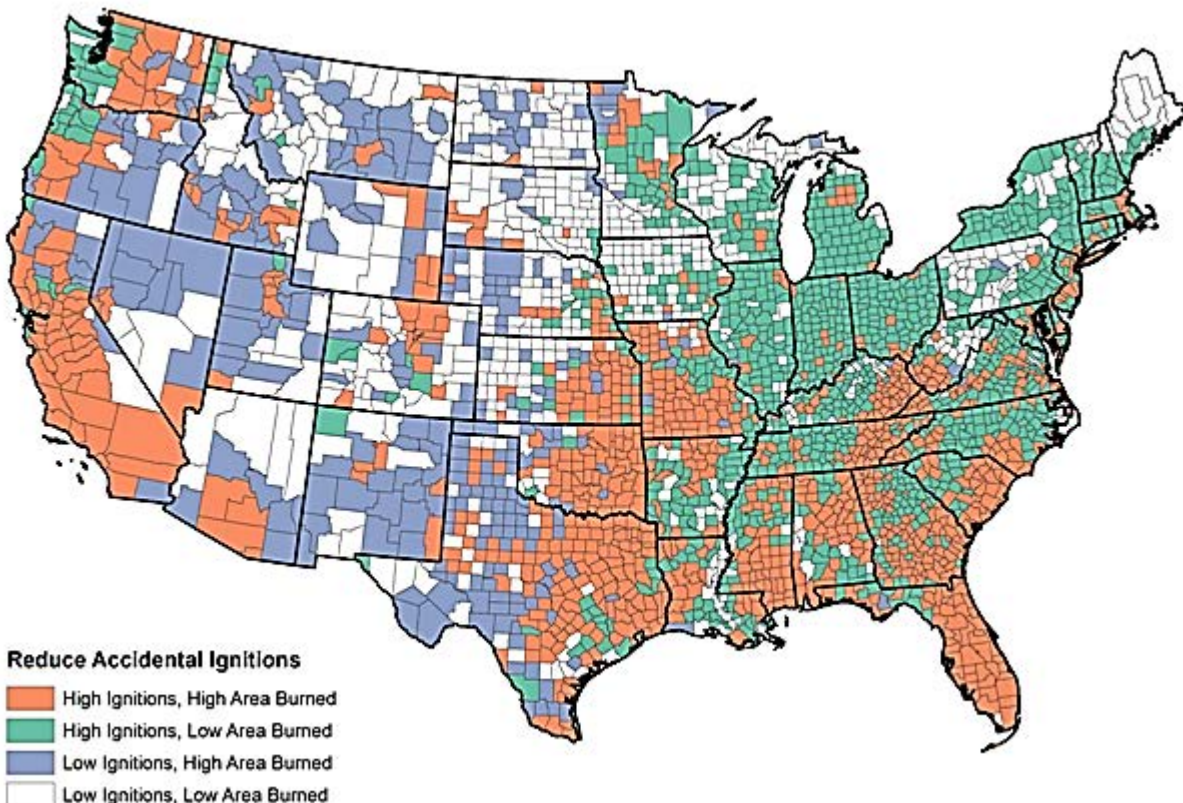 Reduce Accidental Ignitions
High Ignitions, High Area Burned
High Ignitions, Low Area Burned
Low Ignitions, High Area Burned
Low Ignitions, Low Area Burned